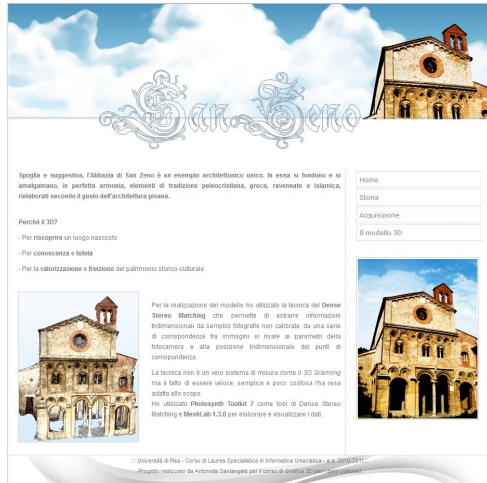 San Zeno
Spoglia e suggestiva, l'Abbazia di San Zeno è un esempio architettonico unico. In essa si fondono e si
amalgamano, in perfetta armonia, elementi di tradizione peleocristiana, greca, ravennate e islamica,
rielaborati secondo il gusto dell'architettura pisana.
Perché il 3D?
- Per riscoprire un luogo nascosto
- Per conoscenza e tutela
- Per la valorizzazione e fruizione del patrimonio storico-culturale
Home
Storia
Acquisizione
Il modello 3D
Per la realizzazione del modello ho utilizzato la tecnica del Dense
Stereo Matching che permette di estrarre informazioni
tridimensionali da semplici fotografie non calibrate: da una serie
di corrispondenze fra immagini si risale ai parametri della
fotocamera e alla posizione tridimensionale dei punti di
corrispondenza.
La tecnica non è un vero sistema di misura come il 3D Scanning
ma il fatto di essere veloce, semplice e poco costosa l'ha resa
adatta allo scopo.
Ho utilizzato Photosynth Toolkit 7 come tool di Dense Stereo
Matching e MeshLab 1.3.0 per elaborare e visualizzare i dati.
::: Università di Pisa - Corso di Laurea Specialistica in Informatica Umanistica - a.a. 2010-2011
Progetto realizzato da Antonella Santangelo per il corso di Grafica 3D per i Beni culturali